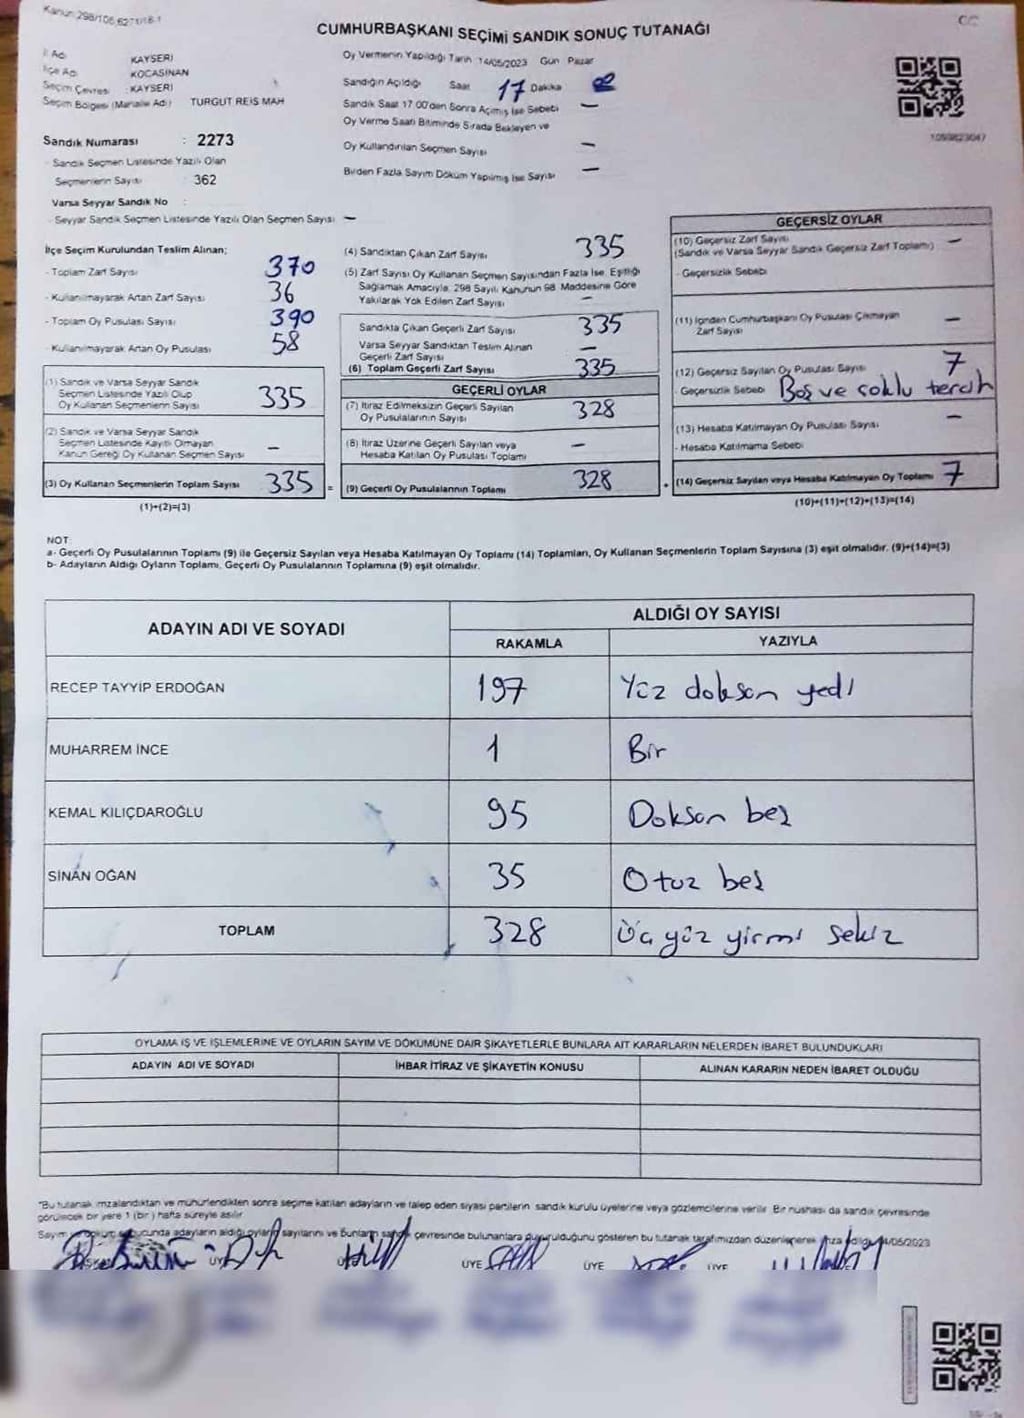 Kanun: 298/105,6271/18-1
CUMHURBAŞKANI SEÇİMİ SANDIK SONUÇ TUTANAĞI
İl Adı KAYSERİ
İlçe Adı KOCASİNAN
Seçim Çevresi : KAYSERİ
Seçim Bölgesi (Mahalle Adı) TURGUT REİS MAH
Sandık Numarası : 2273
- Sandık Seçmen Listesinde Yazılı Olan
Seçmenlerin Sayısı : 362
Varsa Seyyar Sandık No :
- Seyyar Sandık Seçmen Listesinde Yazılı Olan Seçmen Sayısı —
Oy Vermenin Yapıldığı Tarih 14/05/2023 Gün Pazar
Sandığın Açıldığı Saat 17 Dakika
Sandık Saat 17.00'den Sonra Açılmış İse Sebebi —
Oy Verme Saati Bitiminde Sırada Bekleyen ve
Oy Kullandırılan Seçmen Sayısı —
Birden Fazla Sayım Döküm Yapılmış İse Sayısı —
1059823047
İlçe Seçim Kurulundan Teslim Alınan;
- Toplam Zarf Sayısı 370
- Kullanılmayarak Artan Zarf Sayısı 36
- Toplam Oy Pusulası Sayısı 390
- Kullanılmayarak Artan Oy Pusulası 58
(1) Sandık ve Varsa Seyyar Sandık
Seçmen Listesinde Yazılı Olup
Oy Kullanan Seçmenlerin Sayısı 335
(2) Sandık ve Varsa Seyyar Sandık
Seçmen Listesinde Kayıtlı Olmayan
Kanun Gereği Oy Kullanan Seçmen Sayısı —
(3) Oy Kullanan Seçmenlerin Toplam Sayısı 335 =
(1)+(2)=(3)
(4) Sandıktan Çıkan Zarf Sayısı 335
(5) Zarf Sayısı Oy Kullanan Seçmen Sayısından Fazla İse, Eşitliği
Sağlamak Amacıyla, 298 Sayılı Kanunun 98. Maddesine Göre
Yakılarak Yok Edilen Zarf Sayısı —
Sandıkta Çıkan Geçerli Zarf Sayısı 335
Varsa Seyyar Sandıktan Teslim Alınan
Geçerli Zarf Sayısı —
(6) Toplam Geçerli Zarf Sayısı 335
GEÇERLİ OYLAR
(7) İtiraz Edilmeksizin Geçerli Sayılan
Oy Pusulalarının Sayısı 328
(8) İtiraz Üzerine Geçerli Sayılan veya
Hesaba Katılan Oy Pusulası Toplamı —
(9) Geçerli Oy Pusulalarının Toplamı 328 +
GEÇERSİZ OYLAR
(10) Geçersiz Zarf Sayısı
(Sandık ve Varsa Seyyar Sandık Geçersiz Zarf Toplamı) —
- Geçersizlik Sebebi
(11) İçinden Cumhurbaşkanı Oy Pusulası Çıkmayan
Zarf Sayısı —
(12) Geçersiz Sayılan Oy Pusulası Sayısı 7
- Geçersizlik Sebebi Boş ve çoklu tercih
(13) Hesaba Katılmayan Oy Pusulası Sayısı —
- Hesaba Katılmama Sebebi
(14) Geçersiz Sayılan veya Hesaba Katılmayan Oy Toplamı 7
(10)+(11)+(12)+(13)=(14)
NOT:
a- Geçerli Oy Pusulalarının Toplamı (9) ile Geçersiz Sayılan veya Hesaba Katılmayan Oy Toplamı (14) Toplamları, Oy Kullanan Seçmenlerin Toplam Sayısına (3) eşit olmalıdır. (9)+(14)=(3)
b- Adayların Aldığı Oyların Toplamı, Geçerli Oy Pusulalarının Toplamına (9) eşit olmalıdır.
ADAYIN ADI VE SOYADI
ALDIĞI OY SAYISI
RAKAMLA YAZIYLA
RECEP TAYYİP ERDOĞAN 197 Yüz doksan yedi
MUHARREM İNCE 1 Bir
KEMAL KILIÇDAROĞLU 95 Doksan beş
SİNAN OĞAN 35 Otuz beş
TOPLAM 328 Üç yüz yirmi sekiz
OYLAMA İŞ VE İŞLEMLERİNE VE OYLARIN SAYIM VE DÖKÜMÜNE DAİR ŞİKAYETLERLE BUNLARA AİT KARARLARIN NELERDEN İBARET BULUNDUKLARI
ADAYIN ADI VE SOYADI İHBAR İTİRAZ VE ŞİKAYETİN KONUSU ALINAN KARARIN NEDEN İBARET OLDUĞU
*Bu tutanak imzalandıktan ve mühürlendikten sonra seçime katılan adayların ve talep eden siyasi partilerin sandık kurulu üyelerine veya gözlemcilerine verilir. Bir nüshası da sandık çevresinde
görülecek bir yere 1 (bir) hafta süreyle asılır.
Sayım ve döküm sonucunda adayların aldığı oyların sayılarını ve bunların sandık çevresinde bulunanlara duyurulduğunu gösteren bu tutanak tarafımızdan düzenlenerek imza edildi. 14/05/2023
ÜYE ÜYE ÜYE ÜYE